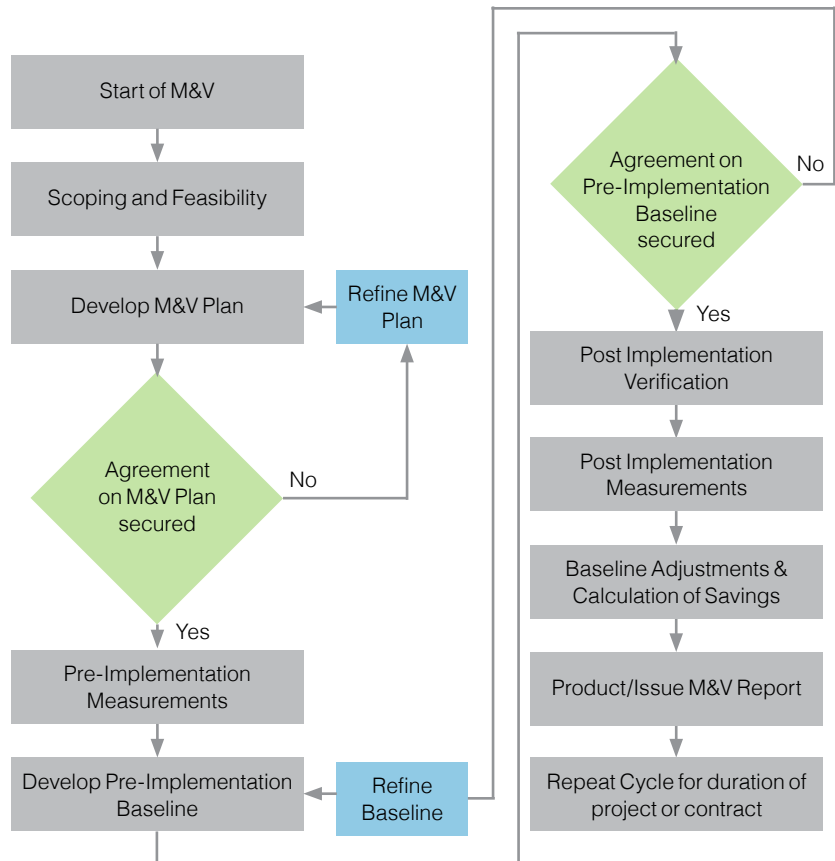 Start of M&V
Scoping and Feasibility
Develop M&V Plan
Refine M&V
Plan
Agreement
on M&V Plan
secured
No
Yes
Pre-Implementation
Measurements
Develop Pre-Implementation
Baseline
Refine
Baseline
Agreement on
Pre-Implementation
Baseline
secured
No
Yes
Post Implementation
Verification
Post Implementation
Measurements
Baseline Adjustments &
Calculation of Savings
Product/Issue M&V Report
Repeat Cycle for duration of
project or contract